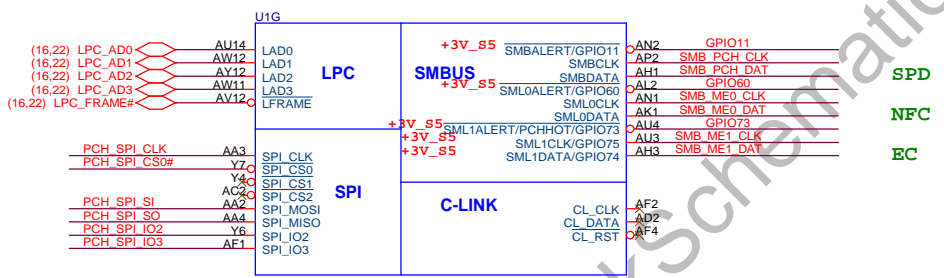 U1G
(16,22) LPC_AD0 AU14 LAD0
(16,22) LPC_AD1 AW12 LAD1
(16,22) LPC_AD2 AY12 LAD2
(16,22) LPC_AD3 AW11 LAD3
(16,22) LPC_FRAME# AV12 LFRAME
LPC
PCH_SPI_CLK AA3 SPI_CLK
PCH_SPI_CS0# Y7 SPI_CS0
Y4 SPI_CS1
AC2 SPI_CS2
PCH_SPI_SI AA2 SPI_MOSI
PCH_SPI_SO AA4 SPI_MISO
PCH_SPI_IO2 Y6 SPI_IO2
PCH_SPI_IO3 AF1 SPI_IO3
SPI
SMBUS
+3V_S5 SMBALERT/GPIO11 AN2 GPIO11
SMBCLK AP2 SMB_PCH_CLK
SMBDATA AH1 SMB_PCH_DAT
SPD
+3V_S5 SML0ALERT/GPIO60 AL2 GPIO60
SML0CLK AN1 SMB_ME0_CLK
SML0DATA AK1 SMB_ME0_DAT
NFC
+3V_S5 SML1ALERT/PCHHOT/GPIO73 AU4 GPIO73
+3V_S5 SML1CLK/GPIO75 AU3 SMB_ME1_CLK
+3V_S5 SML1DATA/GPIO74 AH3 SMB_ME1_DAT
EC
C-LINK
CL_CLK AF2
CL_DATA AD2
CL_RST AF4
kSchematic